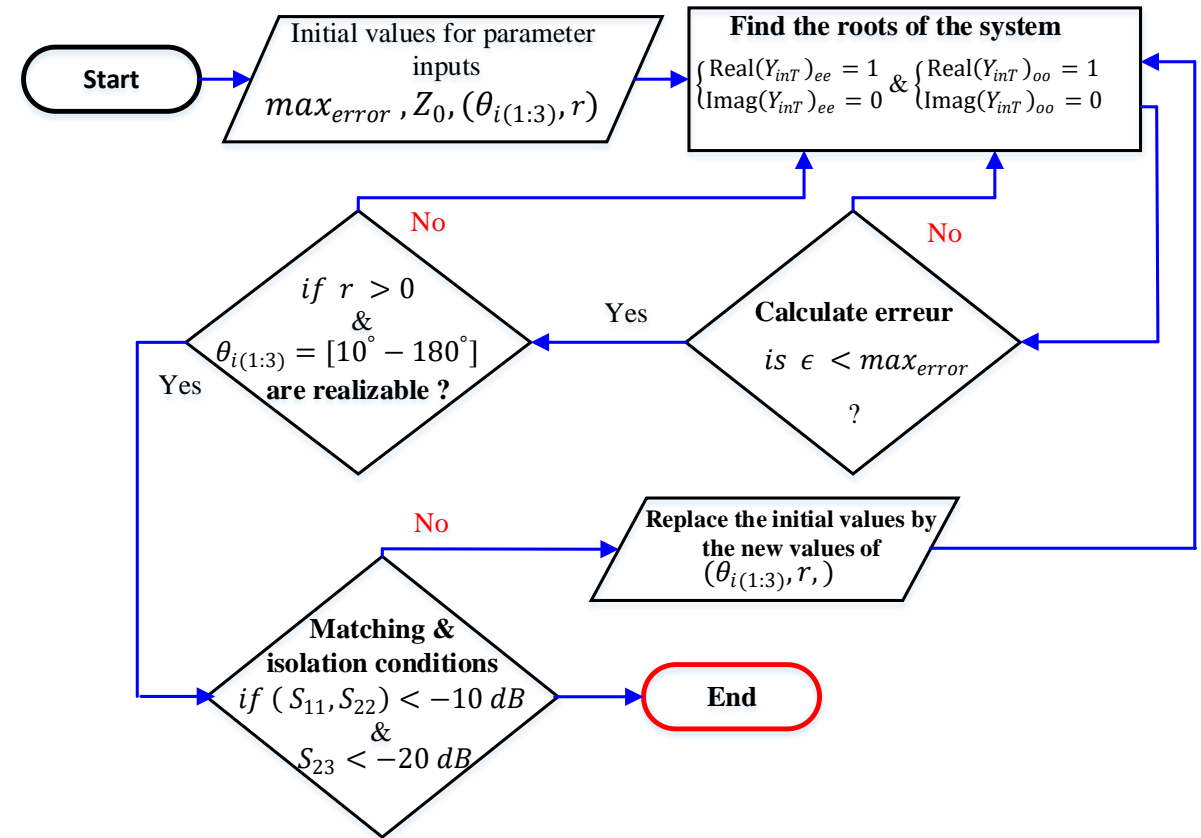 Start
Initial values for parameter
inputs
max_error , Z_0, (θ_i(1:3), r)
Find the roots of the system
{Real(Y_inT)_ee = 1 & {Real(Y_inT)_oo = 1
Imag(Y_inT)_ee = 0 Imag(Y_inT)_oo = 0
No
No
if r > 0
&
θ_i(1:3) = [10° − 180°]
are realizable ?
Yes
Calculate erreur
is ϵ < max_error
?
Yes
No
Replace the initial values by
the new values of
(θ_i(1:3), r, )
Matching &
isolation conditions
if ( S_11, S_22) < −10 dB
&
S_23 < −20 dB
End